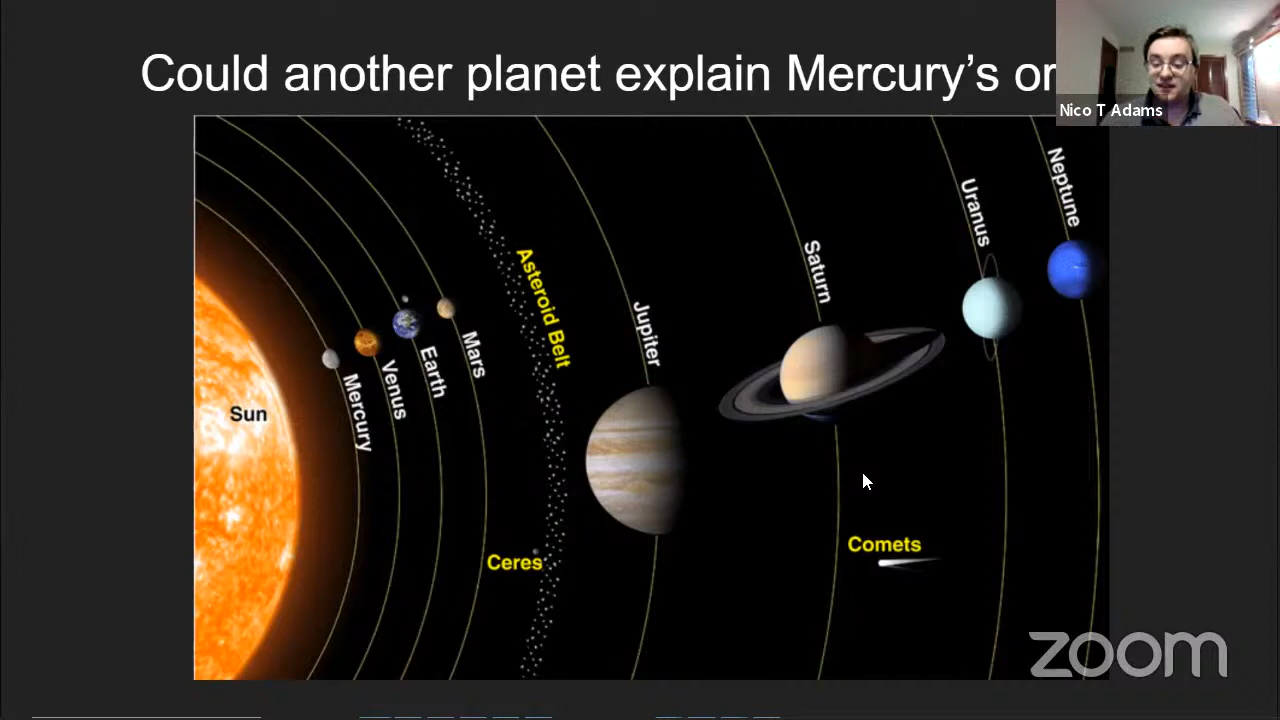 Could another planet explain Mercury's or
Nico T Adams
Neptune
Uranus
Saturn
Asteroid Belt
Jupiter
Mars
Earth
Venus
Mercury
Sun
Comets
Ceres
zoom